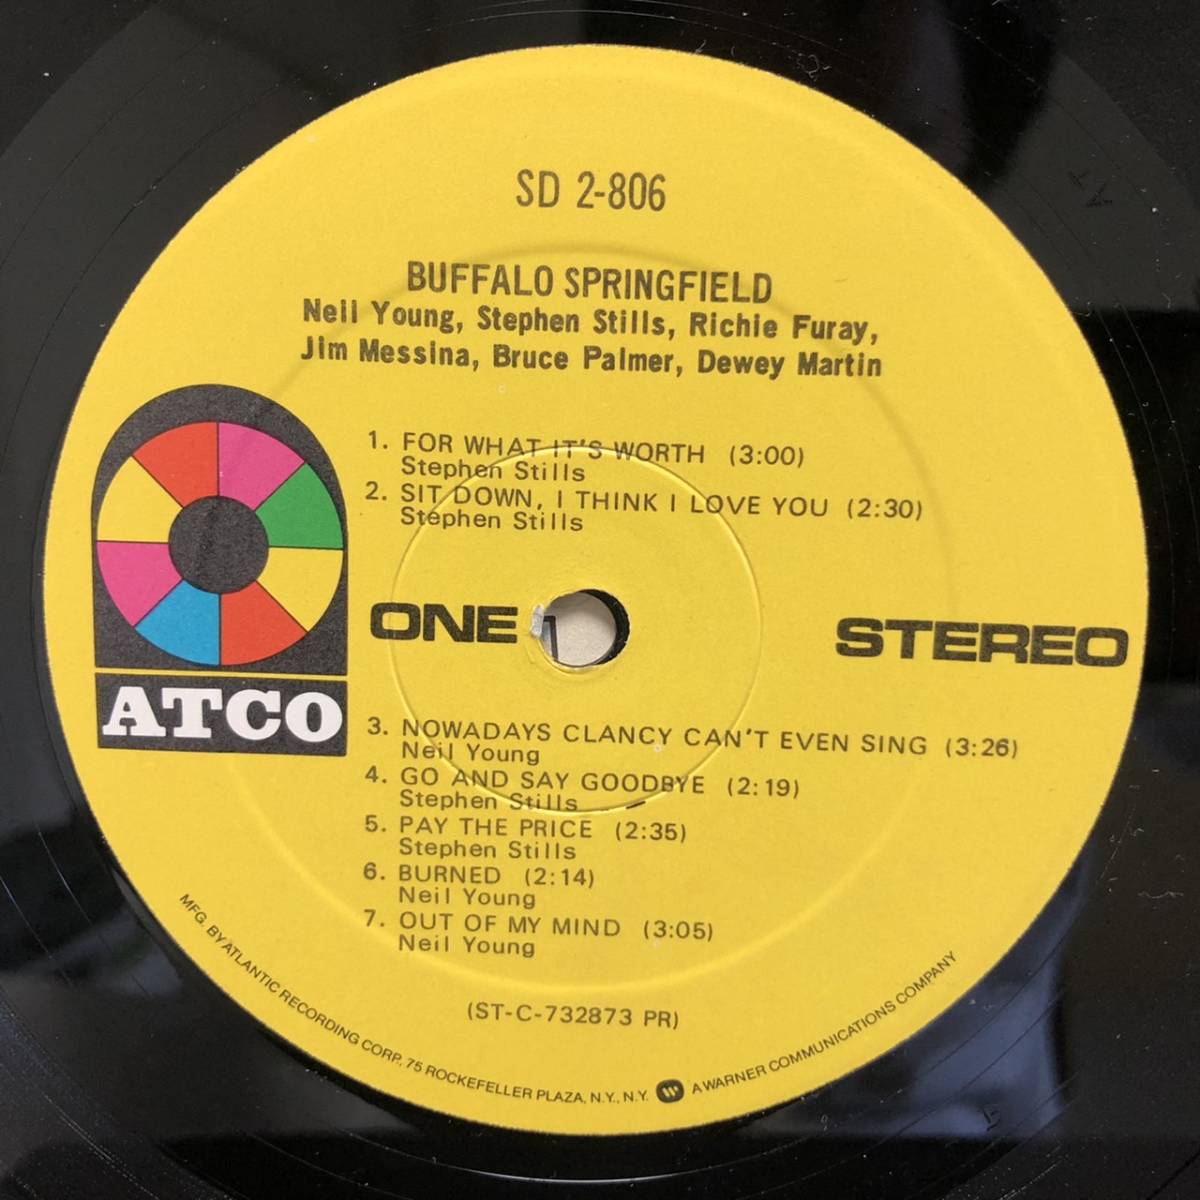 SD 2-806
BUFFALO SPRINGFIELD
Neil Young, Stephen Stills, Richie Furay,
Jim Messina, Bruce Palmer, Dewey Martin
1. FOR WHAT IT'S WORTH (3:00)
Stephen Stills
2. SIT DOWN, I THINK I LOVE YOU (2:30)
Stephen Stills
ATCO
ONE
STEREO
3. NOWADAYS CLANCY CAN'T EVEN SING (3:26)
Neil Young
4. GO AND SAY GOODBYE (2:19)
Stephen Stills
5. PAY THE PRICE (2:35)
Stephen Stills
6. BURNED (2:14)
Neil Young
7. OUT OF MY MIND (3:05)
Neil Young
(ST-C-732873 PR)
MFG. BY ATLANTIC RECORDING CORP., 75 ROCKEFELLER PLAZA, N.Y., N.Y. W A WARNER COMMUNICATIONS COMPANY